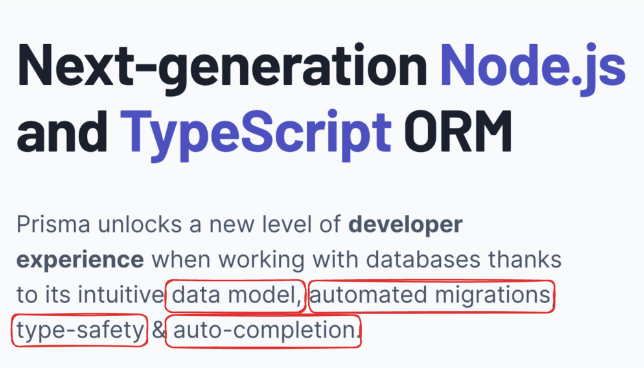 Next-generation Node.js
and TypeScript ORM
Prisma unlocks a new level of developer
experience when working with databases thanks
to its intuitive data model, automated migrations,
type-safety & auto-completion.